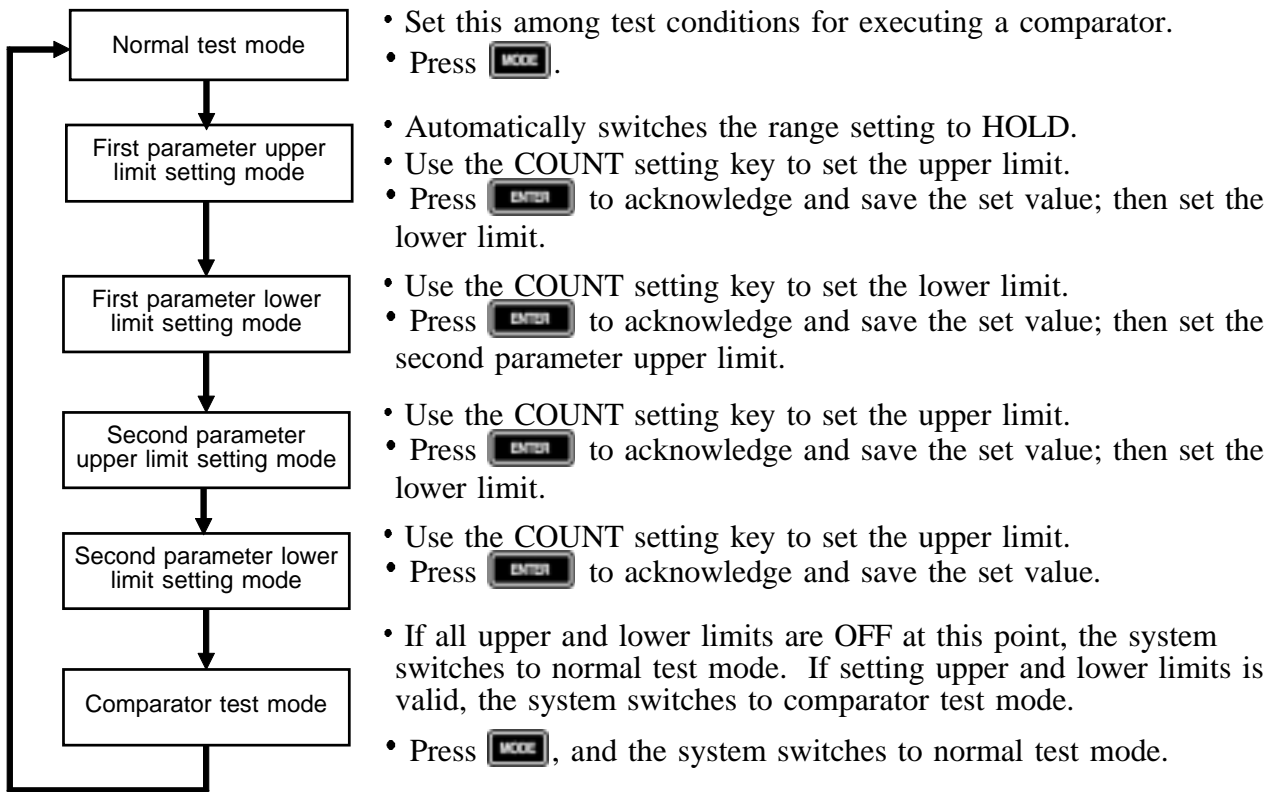 Normal test mode
• Set this among test conditions for executing a comparator.
• Press MODE.
First parameter upper
limit setting mode
• Automatically switches the range setting to HOLD.
• Use the COUNT setting key to set the upper limit.
• Press ENTER to acknowledge and save the set value; then set the
lower limit.
First parameter lower
limit setting mode
• Use the COUNT setting key to set the lower limit.
• Press ENTER to acknowledge and save the set value; then set the
second parameter upper limit.
Second parameter
upper limit setting mode
• Use the COUNT setting key to set the upper limit.
• Press ENTER to acknowledge and save the set value; then set the
lower limit.
Second parameter lower
limit setting mode
• Use the COUNT setting key to set the upper limit.
• Press ENTER to acknowledge and save the set value.
Comparator test mode
• If all upper and lower limits are OFF at this point, the system
switches to normal test mode. If setting upper and lower limits is
valid, the system switches to comparator test mode.
• Press MODE, and the system switches to normal test mode.